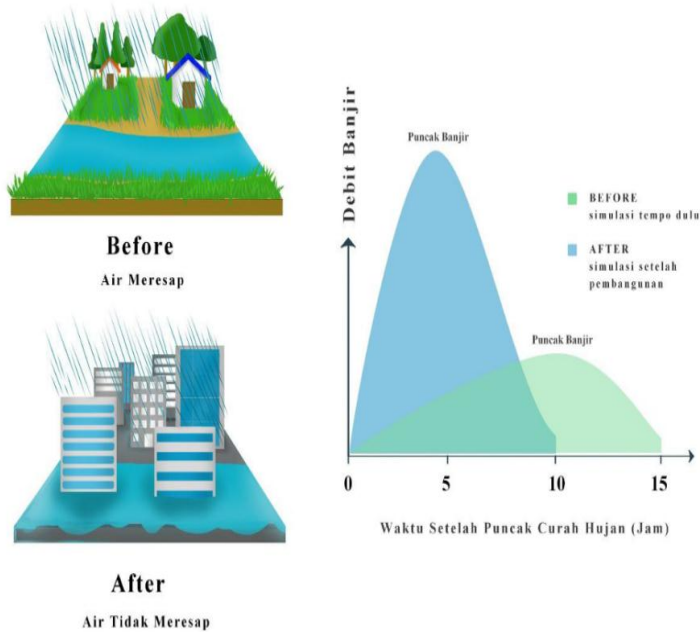 Before
Air Meresap
After
Air Tidak Meresap
Debit Banjir
Puncak Banjir
Puncak Banjir
BEFORE
simulasi tempo dulu
AFTER
simulasi setelah
pembangunan
0 5 10 15
Waktu Setelah Puncak Curah Hujan (Jam)